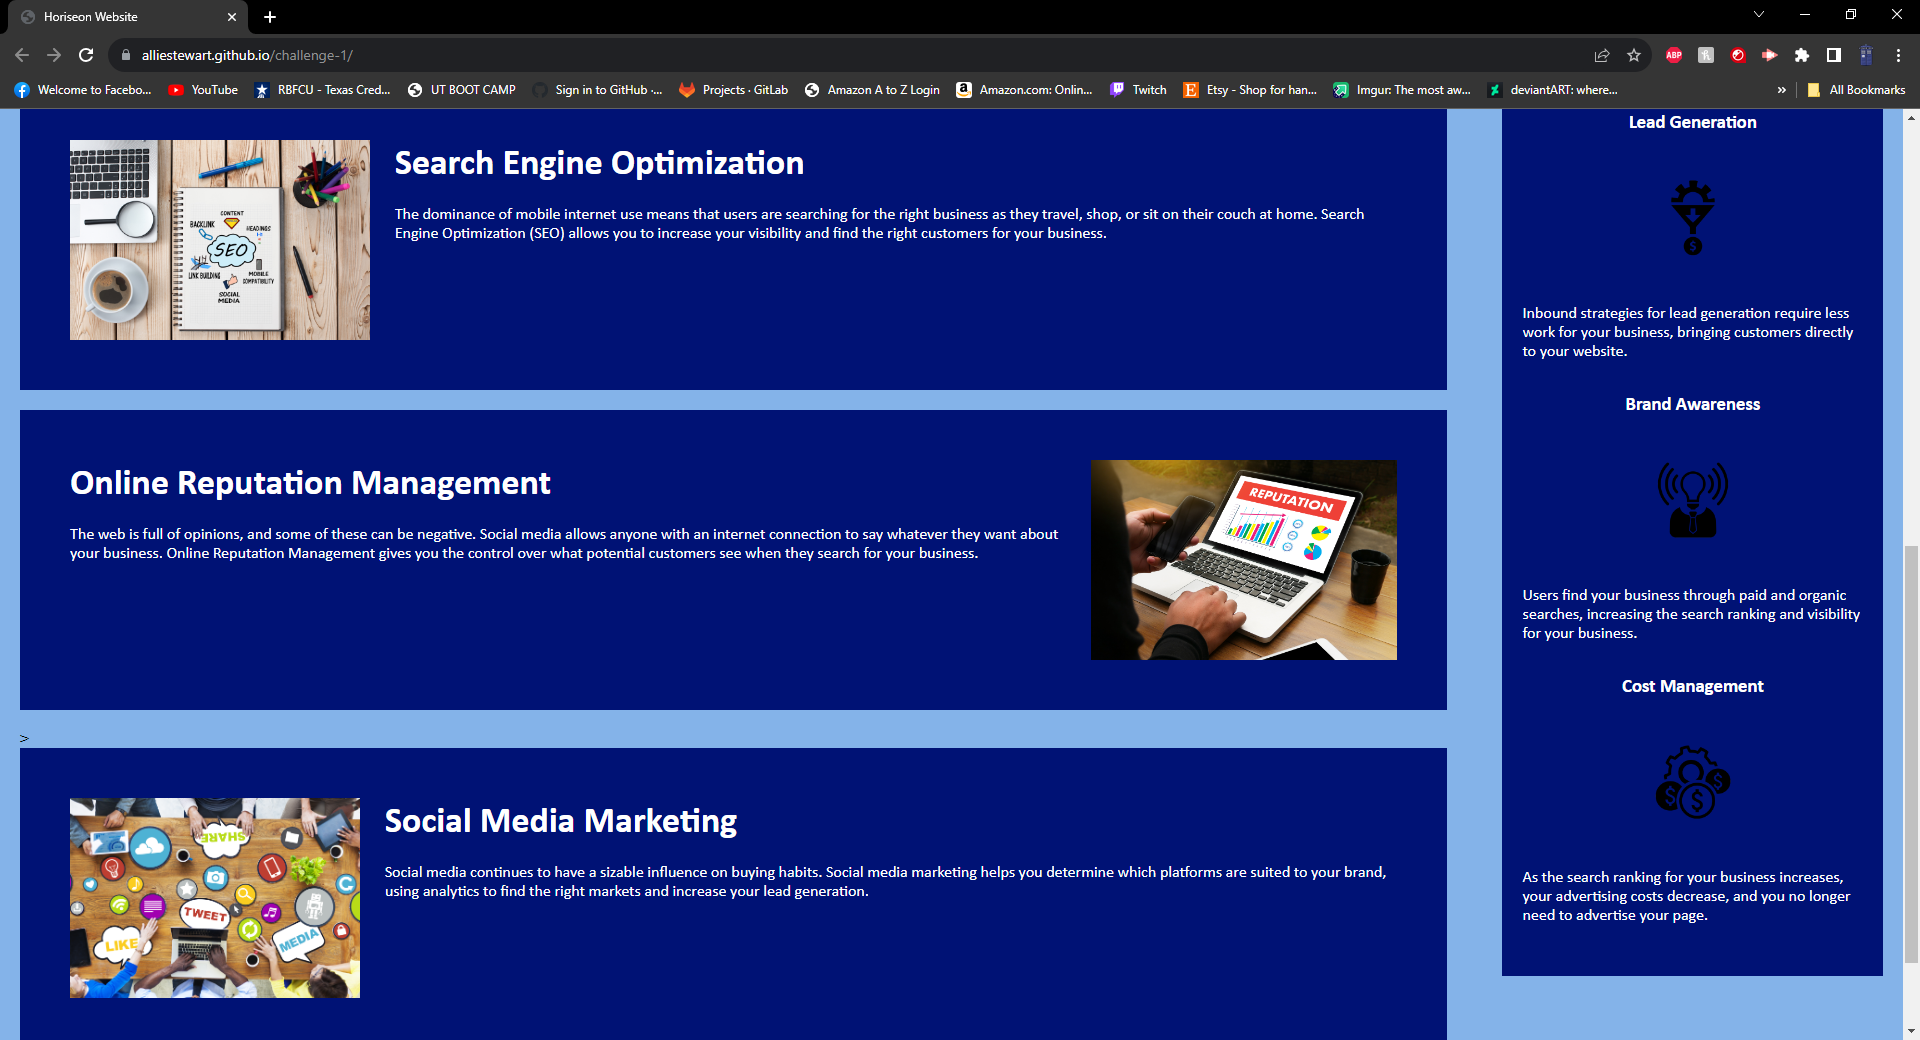 Horiseon Website
alliestewart.github.io/challenge-1/
ABP
Welcome to Facebo... YouTube RBFCU - Texas Cred... UT BOOT CAMP Sign in to GitHub ·... Projects · GitLab Amazon A to Z Login Amazon.com: Onlin... Twitch Etsy - Shop for han... Imgur: The most aw... deviantART: where... » All Bookmarks
Search Engine Optimization
The dominance of mobile internet use means that users are searching for the right business as they travel, shop, or sit on their couch at home. Search
Engine Optimization (SEO) allows you to increase your visibility and find the right customers for your business.
CONTENT
BACKLINK
HEADINGS
SEO
LINK BUILDING
MOBILE
COMPATIBILITY
SOCIAL
MEDIA
Online Reputation Management
The web is full of opinions, and some of these can be negative. Social media allows anyone with an internet connection to say whatever they want about
your business. Online Reputation Management gives you the control over what potential customers see when they search for your business.
REPUTATION
>
Social Media Marketing
Social media continues to have a sizable influence on buying habits. Social media marketing helps you determine which platforms are suited to your brand,
using analytics to find the right markets and increase your lead generation.
SHARE
TWEET
LIKE
MEDIA
Lead Generation
$
Inbound strategies for lead generation require less
work for your business, bringing customers directly
to your website.
Brand Awareness
Users find your business through paid and organic
searches, increasing the search ranking and visibility
for your business.
Cost Management
$
$
$
As the search ranking for your business increases,
your advertising costs decrease, and you no longer
need to advertise your page.